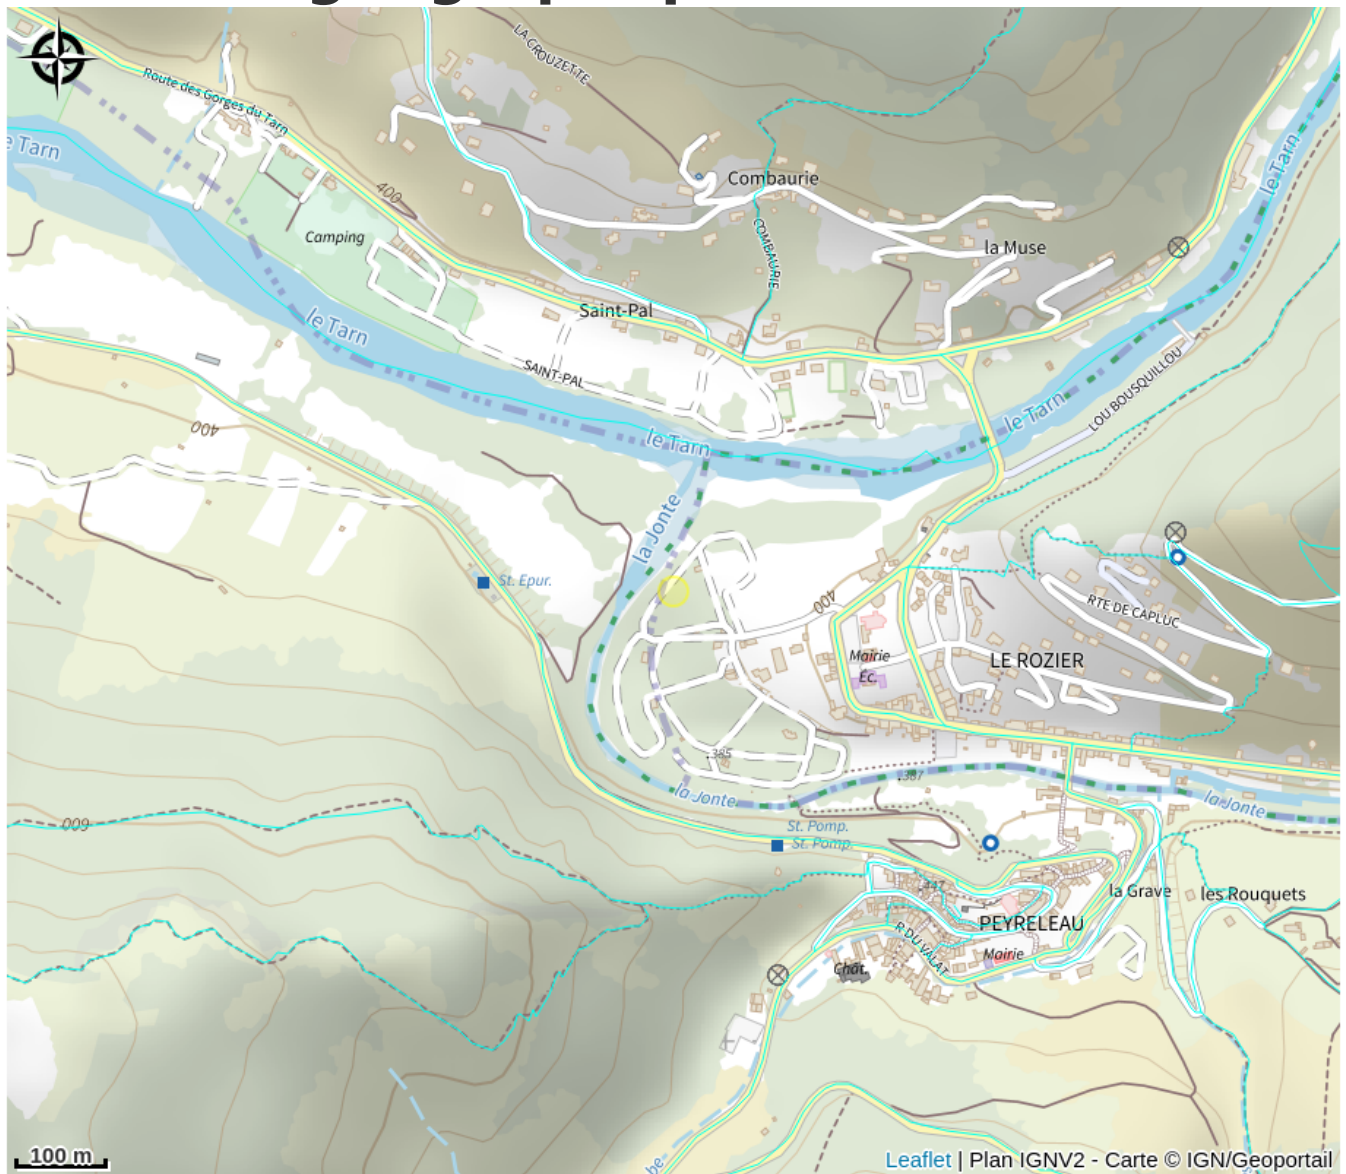 LA CROUZETTE
Route des Gorges du Tarn
le Tarn
le Tarn
Combaurie
400
COMBAURIE
Camping
la Muse
Saint-Pal
le Tarn
SAINT-PAL
LOU BOUSQUILLOU
le Tarn
400
le Tarn
la Jonte
St. Epur.
400
RTE DE CAPLUC
Mairie
LE ROZIER
Ec.
385
387
la Jonte
la Jonte
600
St. Pomp.
St. Pomp.
447
la Grave
les Rouquets
PEYRELEAU
R DU VALAT
Mairie
Chât.
100 m
Leaflet | Plan IGNV2 - Carte © IGN/Geoportail